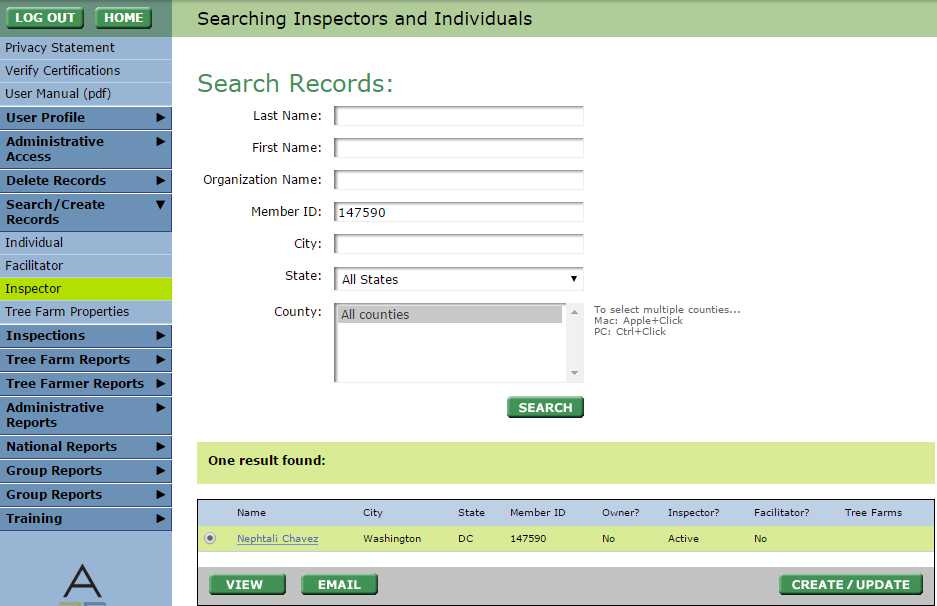 LOG OUT HOME
Searching Inspectors and Individuals
Privacy Statement
Verify Certifications
User Manual (pdf)
User Profile ▶
Administrative ▶
Access
Delete Records ▶
Search/Create ▼
Records
Individual
Facilitator
Inspector
Tree Farm Properties
Inspections ▶
Tree Farm Reports ▶
Tree Farmer Reports ▶
Administrative ▶
Reports
National Reports ▶
Group Reports ▶
Group Reports ▶
Training ▶
A
Search Records:
Last Name:
First Name:
Organization Name:
Member ID: 147590
City:
State: All States ▼
County: All counties
To select multiple counties...
Mac: Apple+Click
PC: Ctrl+Click
SEARCH
One result found:
Name City State Member ID Owner? Inspector? Facilitator? Tree Farms
Nephtali Chavez Washington DC 147590 No Active No
VIEW EMAIL CREATE / UPDATE